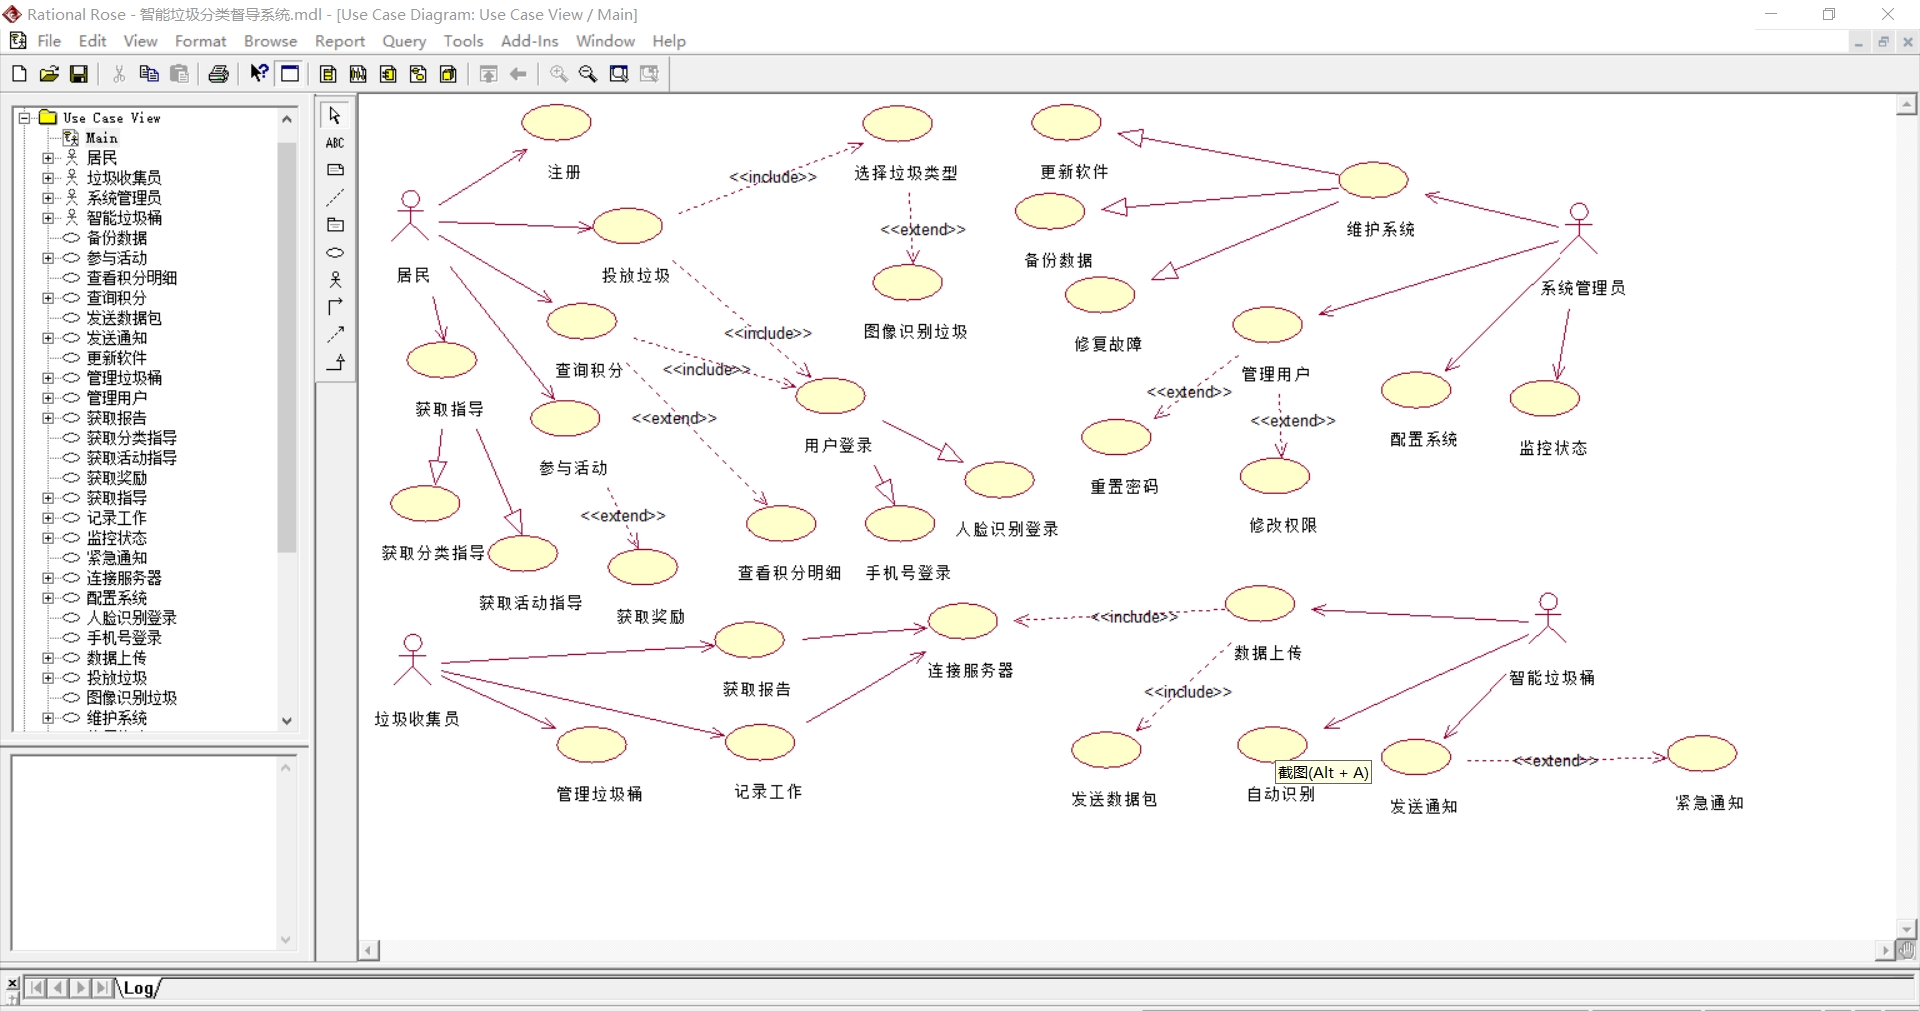 Rational Rose - 智能垃圾分类督导系统.mdl - [Use Case Diagram: Use Case View / Main]
File Edit View Format Browse Report Query Tools Add-Ins Window Help
Use Case View
Main
居民
垃圾收集员
系统管理员
智能垃圾桶
备份数据
参与活动
查看积分明细
查询积分
发送数据包
发送通知
更新软件
管理垃圾桶
管理用户
获取报告
获取分类指导
获取活动指导
获取奖励
获取指导
记录工作
监控状态
紧急通知
连接服务器
配置系统
人脸识别登录
手机号登录
数据上传
投放垃圾
图像识别垃圾
维护系统
ABC
注册
<<include>>
选择垃圾类型
更新软件
<<extend>>
维护系统
备份数据
居民
投放垃圾
系统管理员
图像识别垃圾
<<include>>
修复故障
查询积分
<<include>>
管理用户
<<extend>>
获取指导
<<extend>>
<<extend>>
用户登录
配置系统
监控状态
参与活动
重置密码
<<extend>>
人脸识别登录
修改权限
获取分类指导
查看积分明细
手机号登录
获取活动指导
获取奖励
<<include>>
数据上传
连接服务器
智能垃圾桶
获取报告
<<include>>
垃圾收集员
<<extend>>
截图(Alt + A)
管理垃圾桶
记录工作
发送数据包
自动识别
发送通知
紧急通知
Log